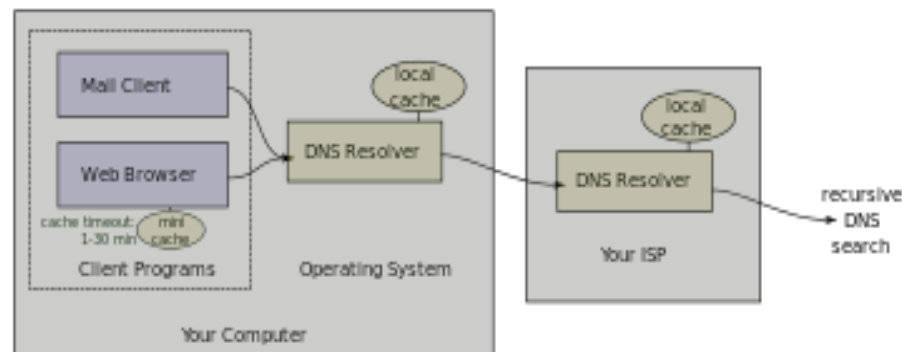 Mail Client
local
cache
DNS Resolver
Web Browser
cache timeout:
1-30 min
mini
cache
Client Programs
Operating System
Your Computer
local
cache
DNS Resolver
Your ISP
recursive
DNS
search